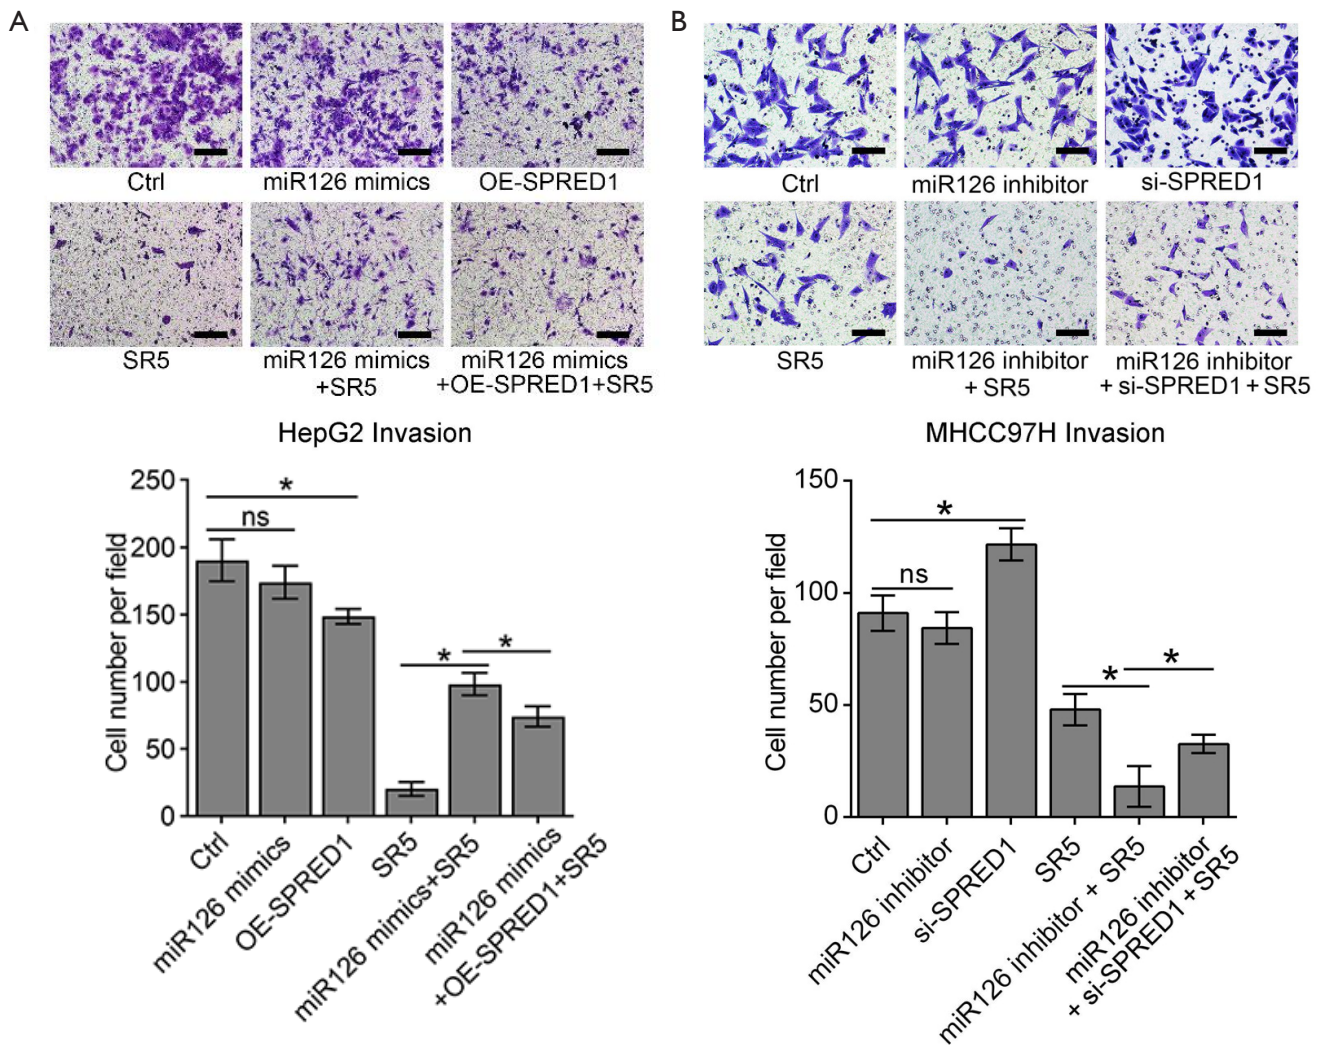 A
Ctrl
miR126 mimics
OE-SPRED1
SR5
miR126 mimics
+SR5
miR126 mimics
+OE-SPRED1+SR5
HepG2 Invasion
Cell number per field
250
200
150
100
50
0
*
ns
*
*
Ctrl
miR126 mimics
OE-SPRED1
SR5
miR126 mimics+SR5
miR126 mimics
+OE-SPRED1+SR5
B
Ctrl
miR126 inhibitor
si-SPRED1
SR5
miR126 inhibitor
+ SR5
miR126 inhibitor
+ si-SPRED1 + SR5
MHCC97H Invasion
Cell number per field
150
100
50
0
*
ns
*
*
Ctrl
miR126 inhibitor
si-SPRED1
SR5
miR126 inhibitor + SR5
miR126 inhibitor
+ si-SPRED1 + SR5